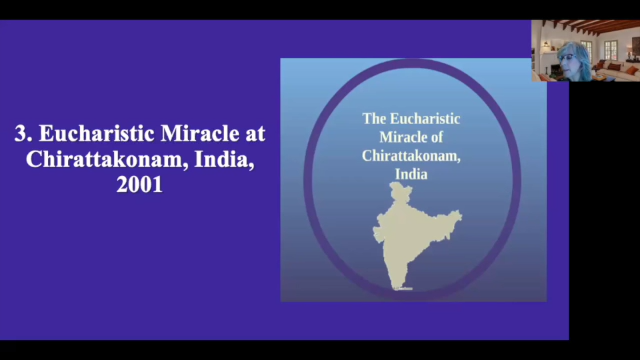 3. Eucharistic Miracle at
Chirattakonam, India,
2001
The Eucharistic
Miracle of
Chirattakonam,
India